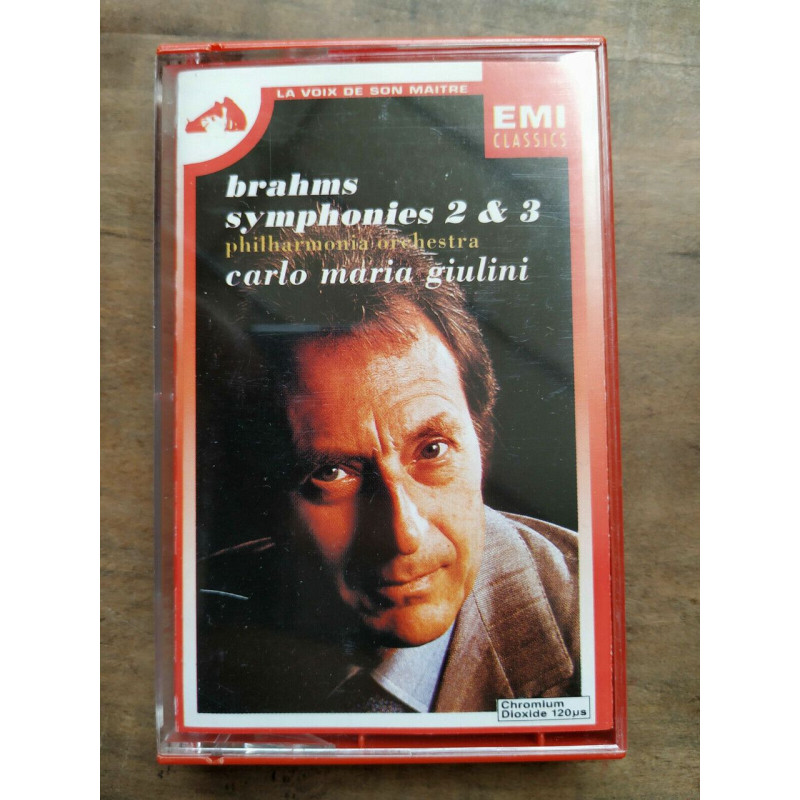 LA VOIX DE SON MAITRE
EMI
CLASSICS
brahms
symphonies 2 & 3
philharmonia orchestra
carlo maria giulini
Chromium
Dioxide 120µs